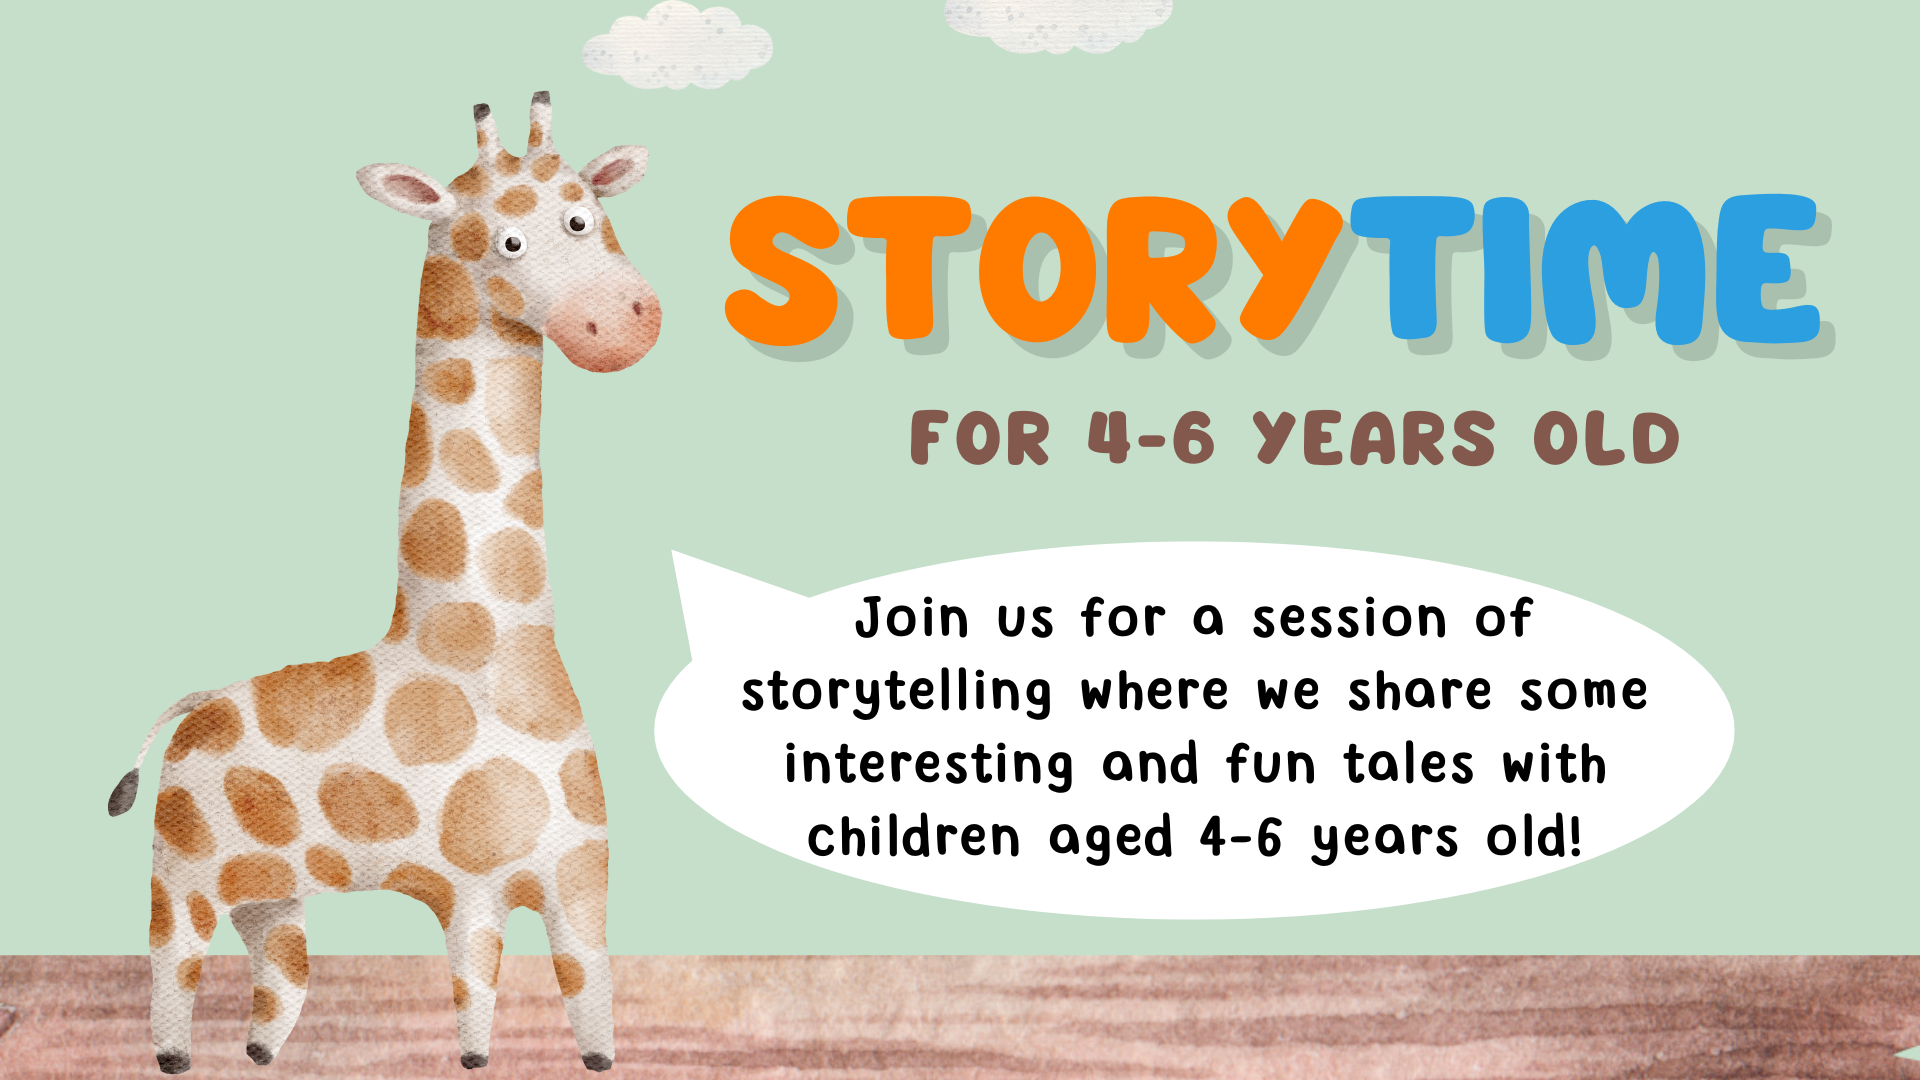 STORYTIME
FOR 4-6 YEARS OLD
Join us for a session of
storytelling where we share some
interesting and fun tales with
children aged 4-6 years old!